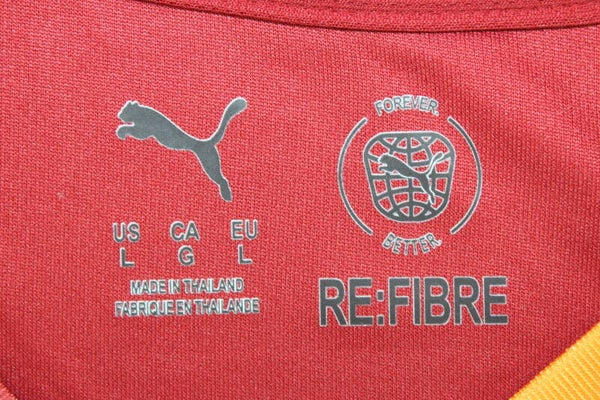 US CA EU
L G L
MADE IN THAILAND
FABRIQUE EN THAILANDE
FOREVER.
BETTER.
RE:FIBRE